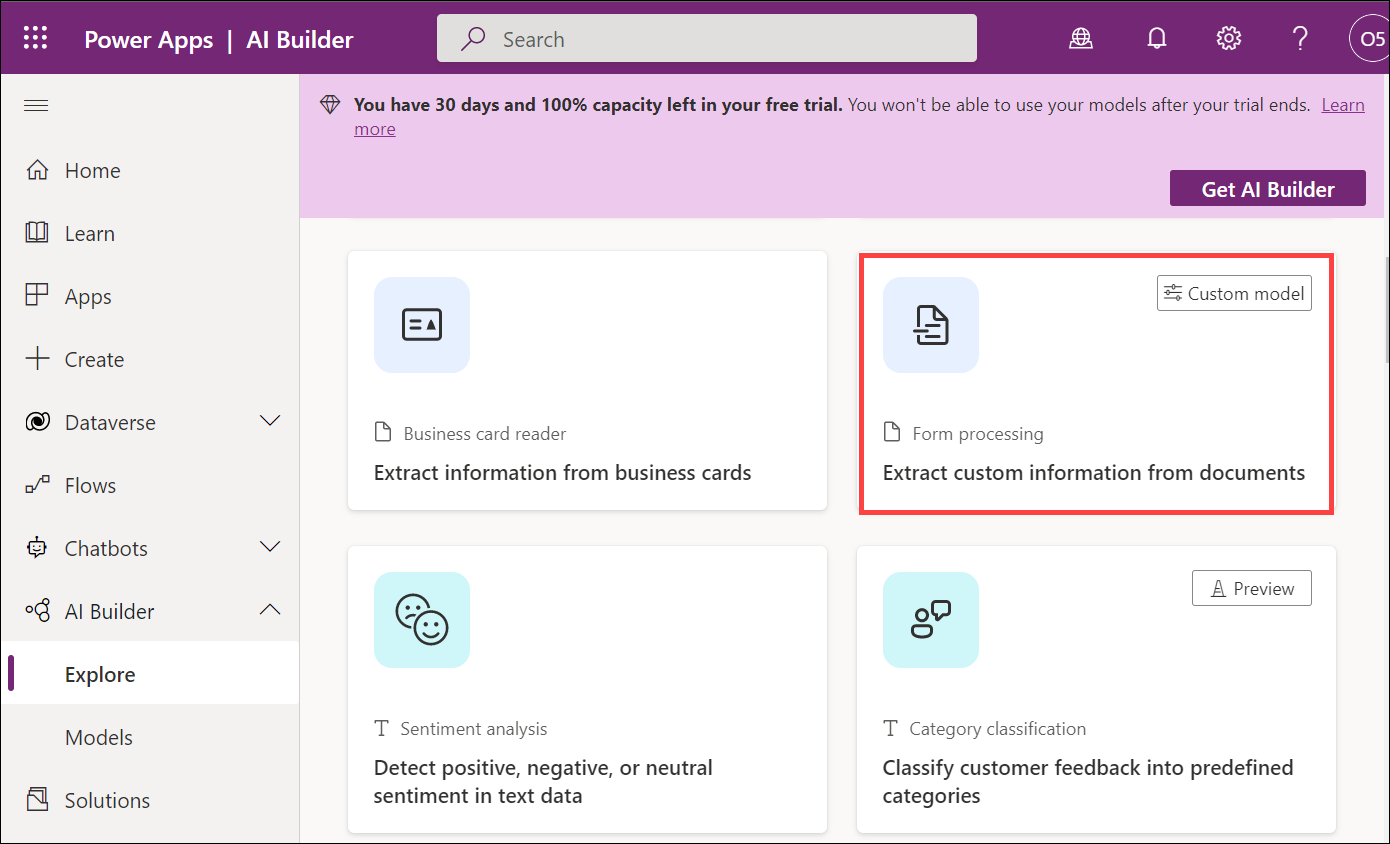 Power Apps | AI Builder
Search
O5
You have 30 days and 100% capacity left in your free trial. You won't be able to use your models after your trial ends. Learn
more
Get AI Builder
Home
Learn
Apps
Create
Dataverse
Flows
Chatbots
AI Builder
Explore
Models
Solutions
Business card reader
Extract information from business cards
Custom model
Form processing
Extract custom information from documents
Sentiment analysis
Detect positive, negative, or neutral
sentiment in text data
Preview
Category classification
Classify customer feedback into predefined
categories